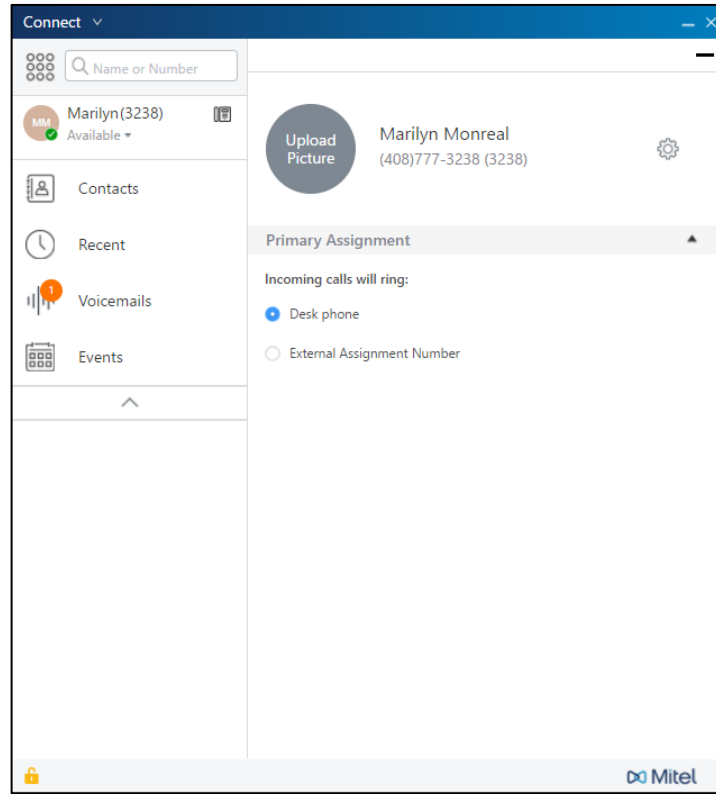 Connect
Name or Number
MM
Marilyn(3238)
Available
Contacts
Recent
1
Voicemails
Events
Upload
Picture
Marilyn Monreal
(408)777-3238 (3238)
Primary Assignment
Incoming calls will ring:
Desk phone
External Assignment Number
Mitel